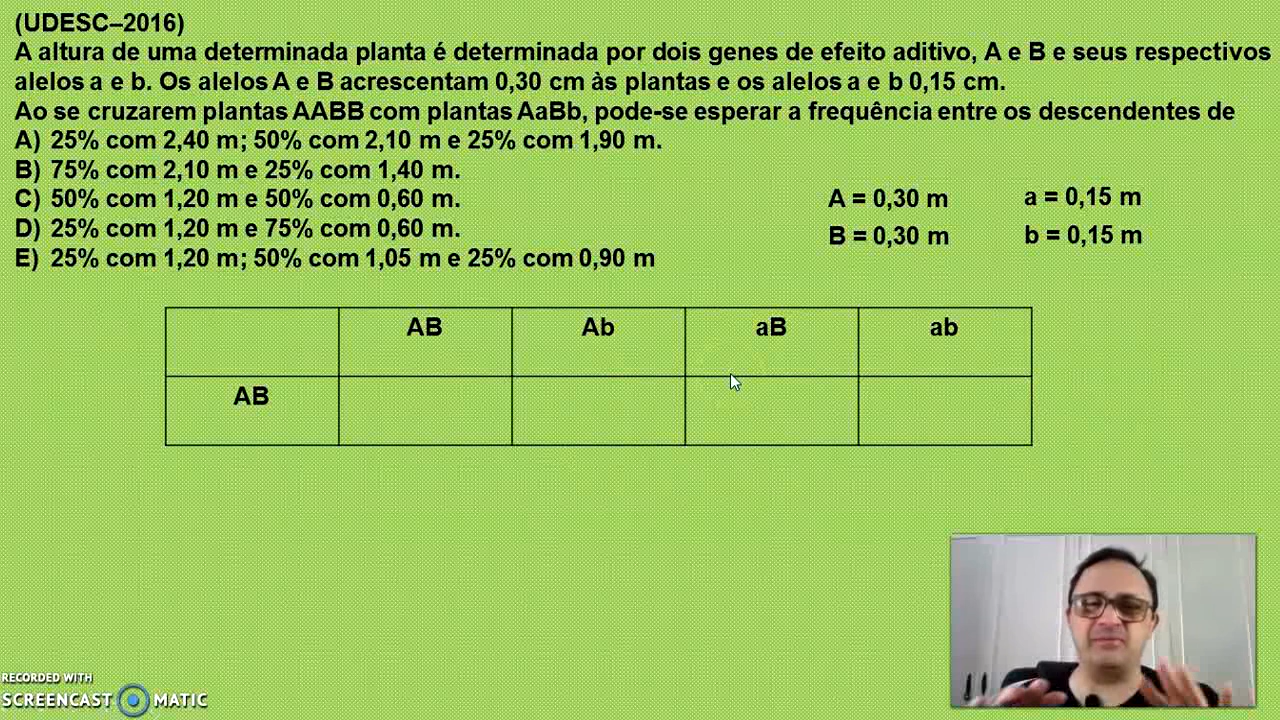 (UDESC–2016)
A altura de uma determinada planta é determinada por dois genes de efeito aditivo, A e B e seus respectivos
alelos a e b. Os alelos A e B acrescentam 0,30 cm às plantas e os alelos a e b 0,15 cm.
Ao se cruzarem plantas AABB com plantas AaBb, pode-se esperar a frequência entre os descendentes de
A) 25% com 2,40 m; 50% com 2,10 m e 25% com 1,90 m.
B) 75% com 2,10 m e 25% com 1,40 m.
C) 50% com 1,20 m e 50% com 0,60 m.
D) 25% com 1,20 m e 75% com 0,60 m.
E) 25% com 1,20 m; 50% com 1,05 m e 25% com 0,90 m
A = 0,30 m a = 0,15 m
B = 0,30 m b = 0,15 m
AB Ab aB ab
AB
RECORDED WITH
SCREENCAST MATIC